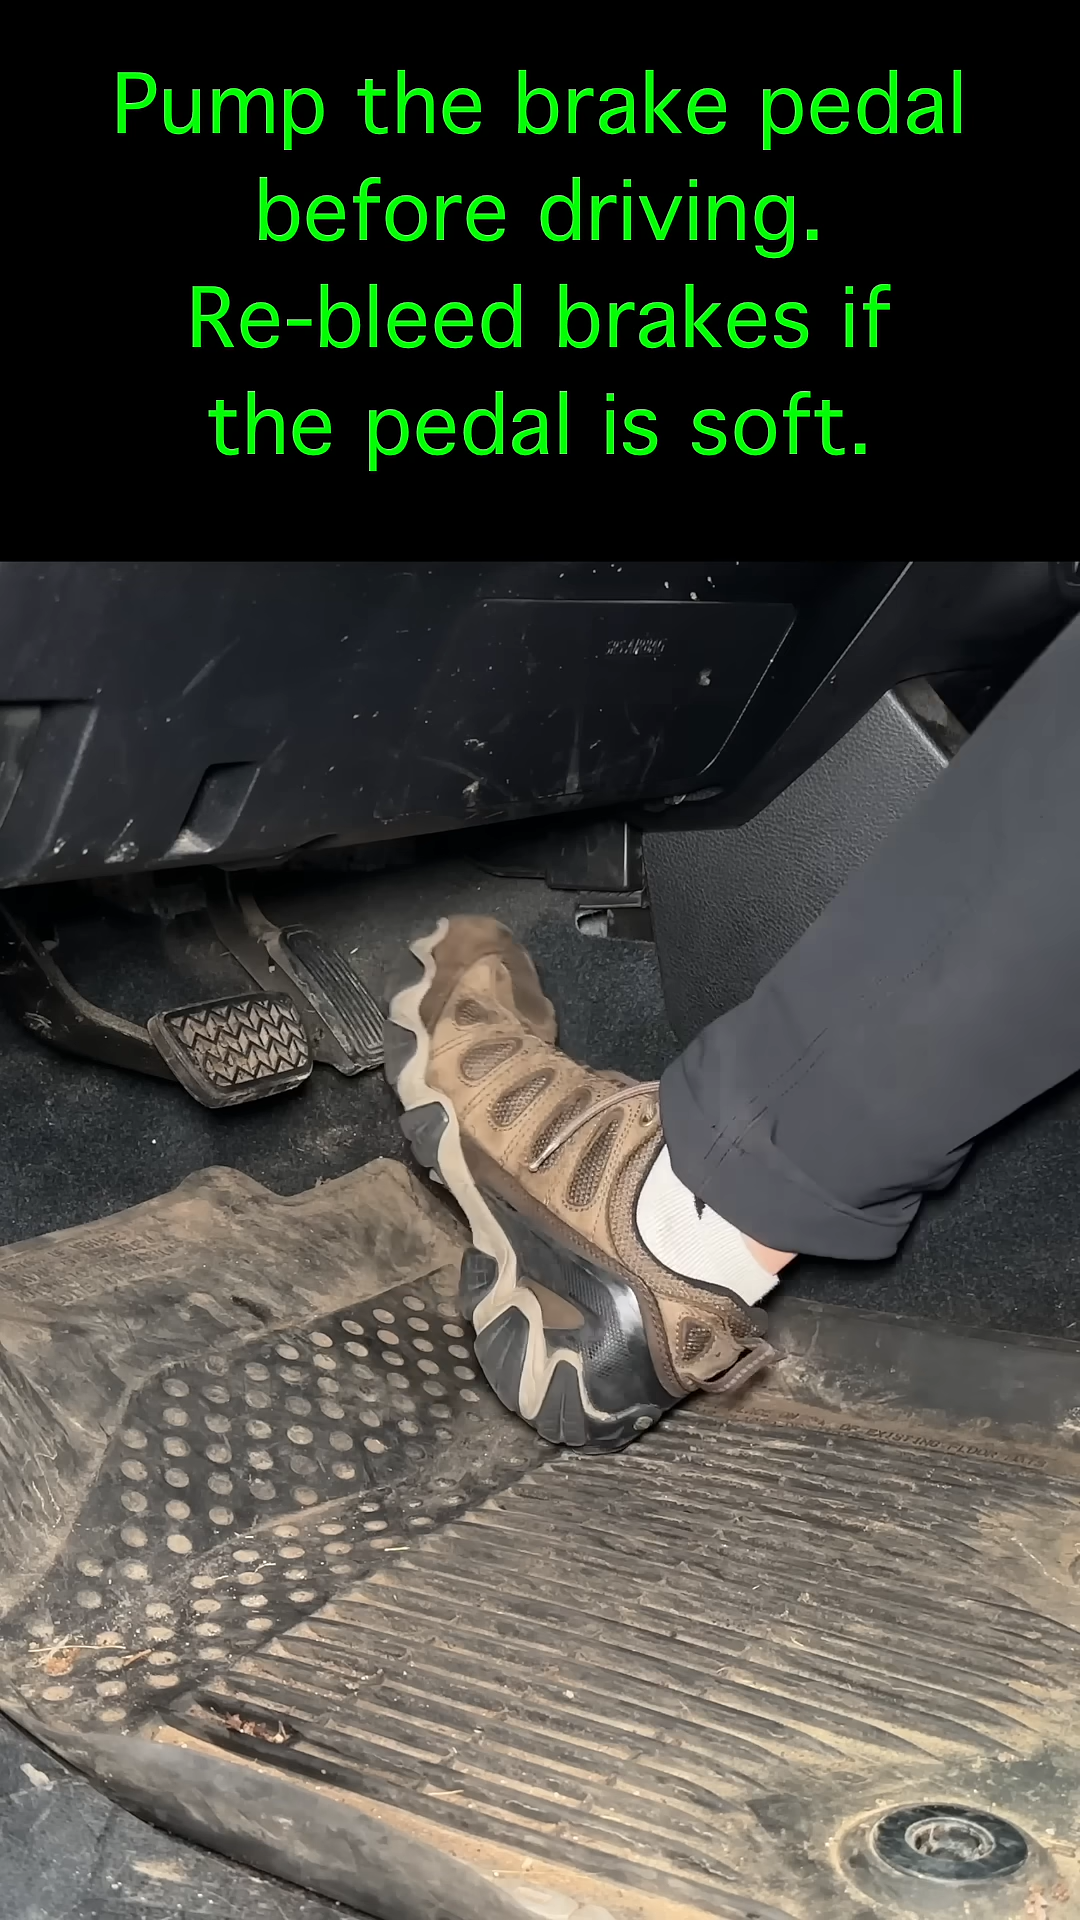 Pump the brake pedal
before driving.
Re-bleed brakes if
the pedal is soft.